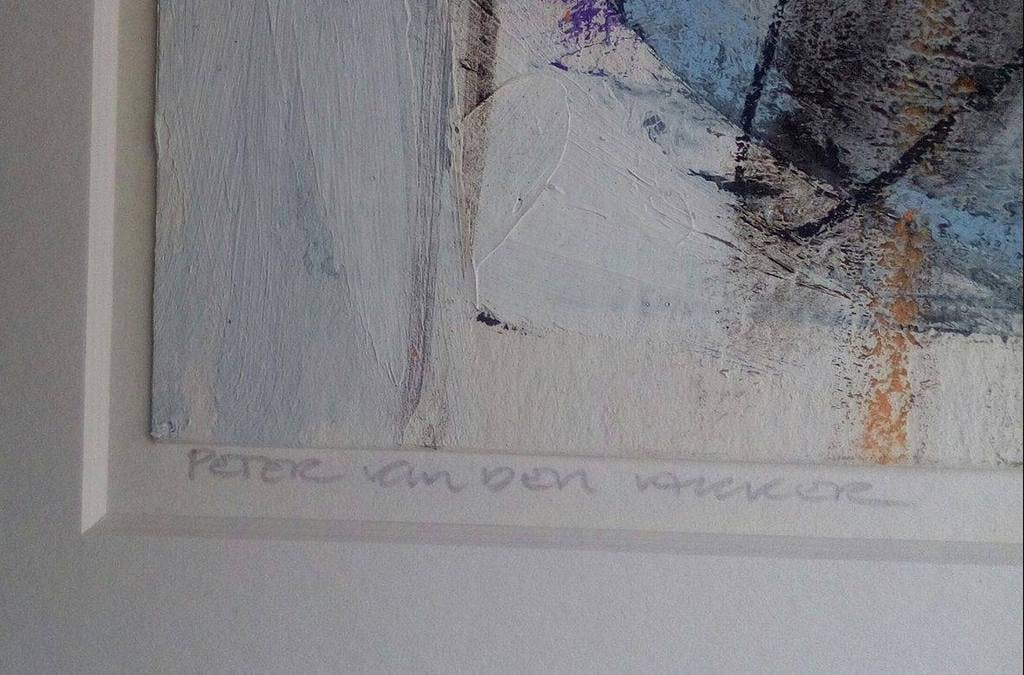 PETER van DEN AKKER